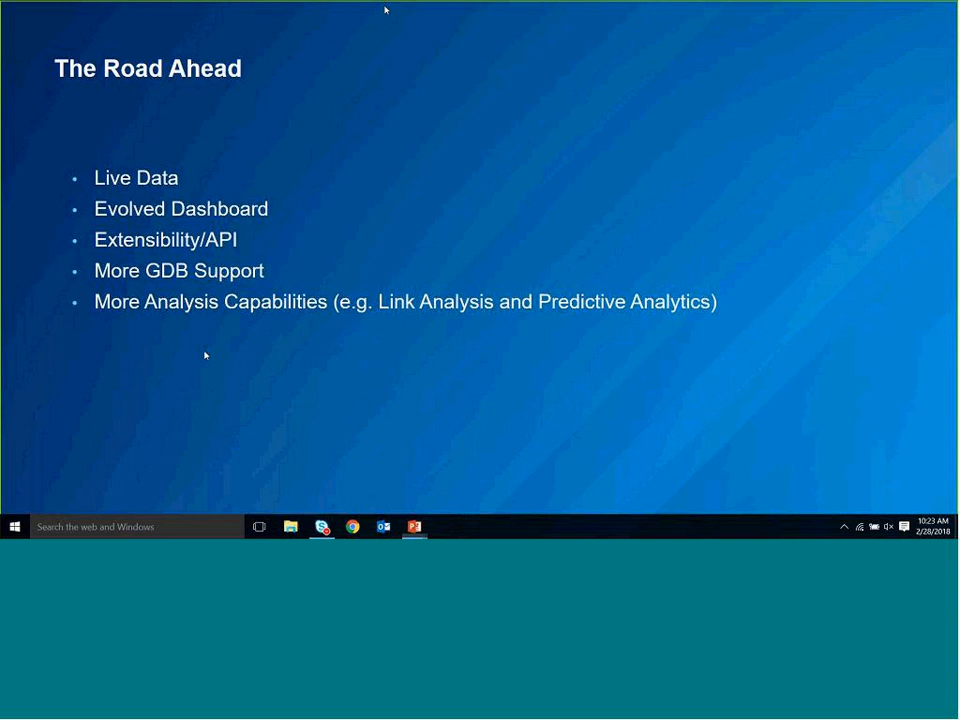 The Road Ahead
• Live Data
• Evolved Dashboard
• Extensibility/API
• More GDB Support
• More Analysis Capabilities (e.g. Link Analysis and Predictive Analytics)
Search the web and Windows
10:23 AM
2/28/2018